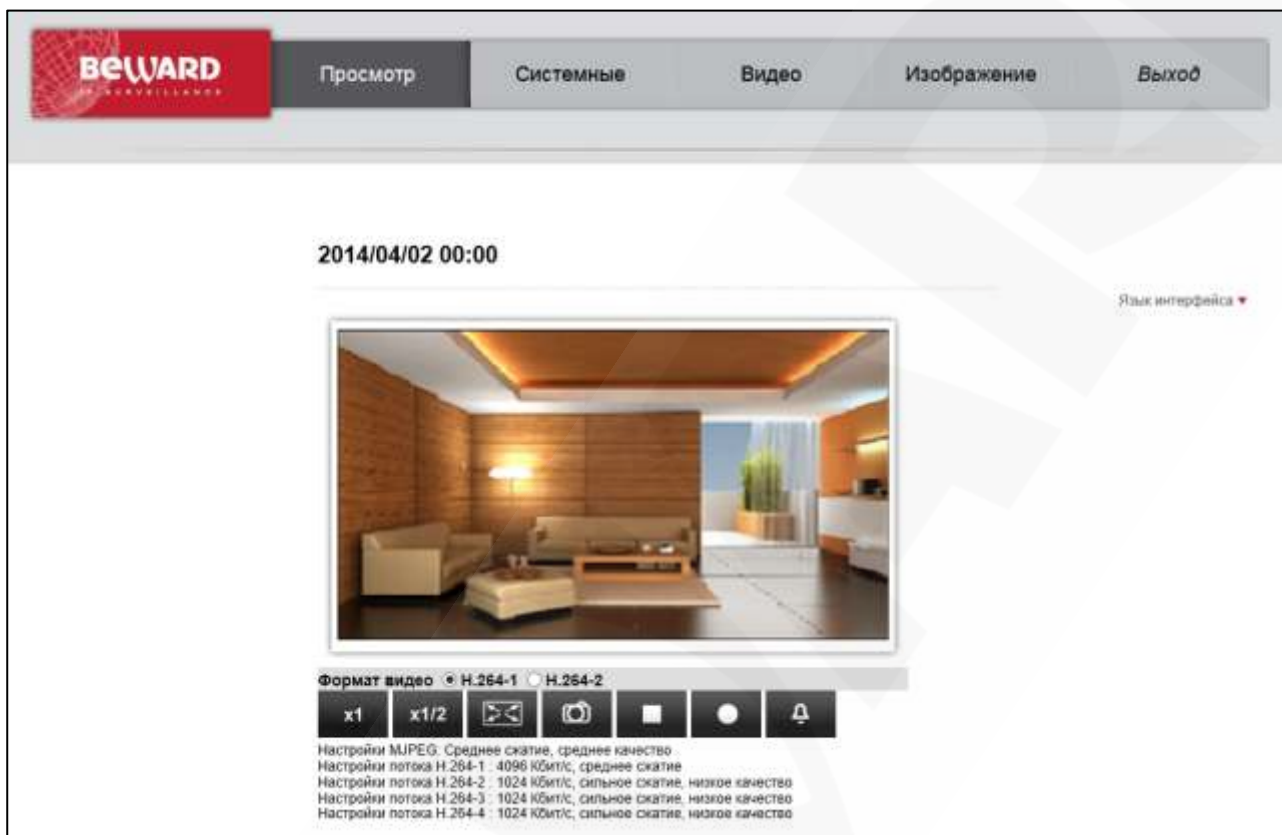 BEWARD
IP SURVEILLANCE
Просмотр
Системные
Видео
Изображение
Выход
2014/04/02 00:00
Язык интерфейса
Формат видео H.264-1 H.264-2
x1 x1/2
Настройки MJPEG: Среднее сжатие, среднее качество
Настройки потока H.264-1 : 4096 Кбит/с, среднее сжатие
Настройки потока H.264-2 : 1024 Кбит/с, сильное сжатие, низкое качество
Настройки потока H.264-3 : 1024 Кбит/с, сильное сжатие, низкое качество
Настройки потока H.264-4 : 1024 Кбит/с, сильное сжатие, низкое качество